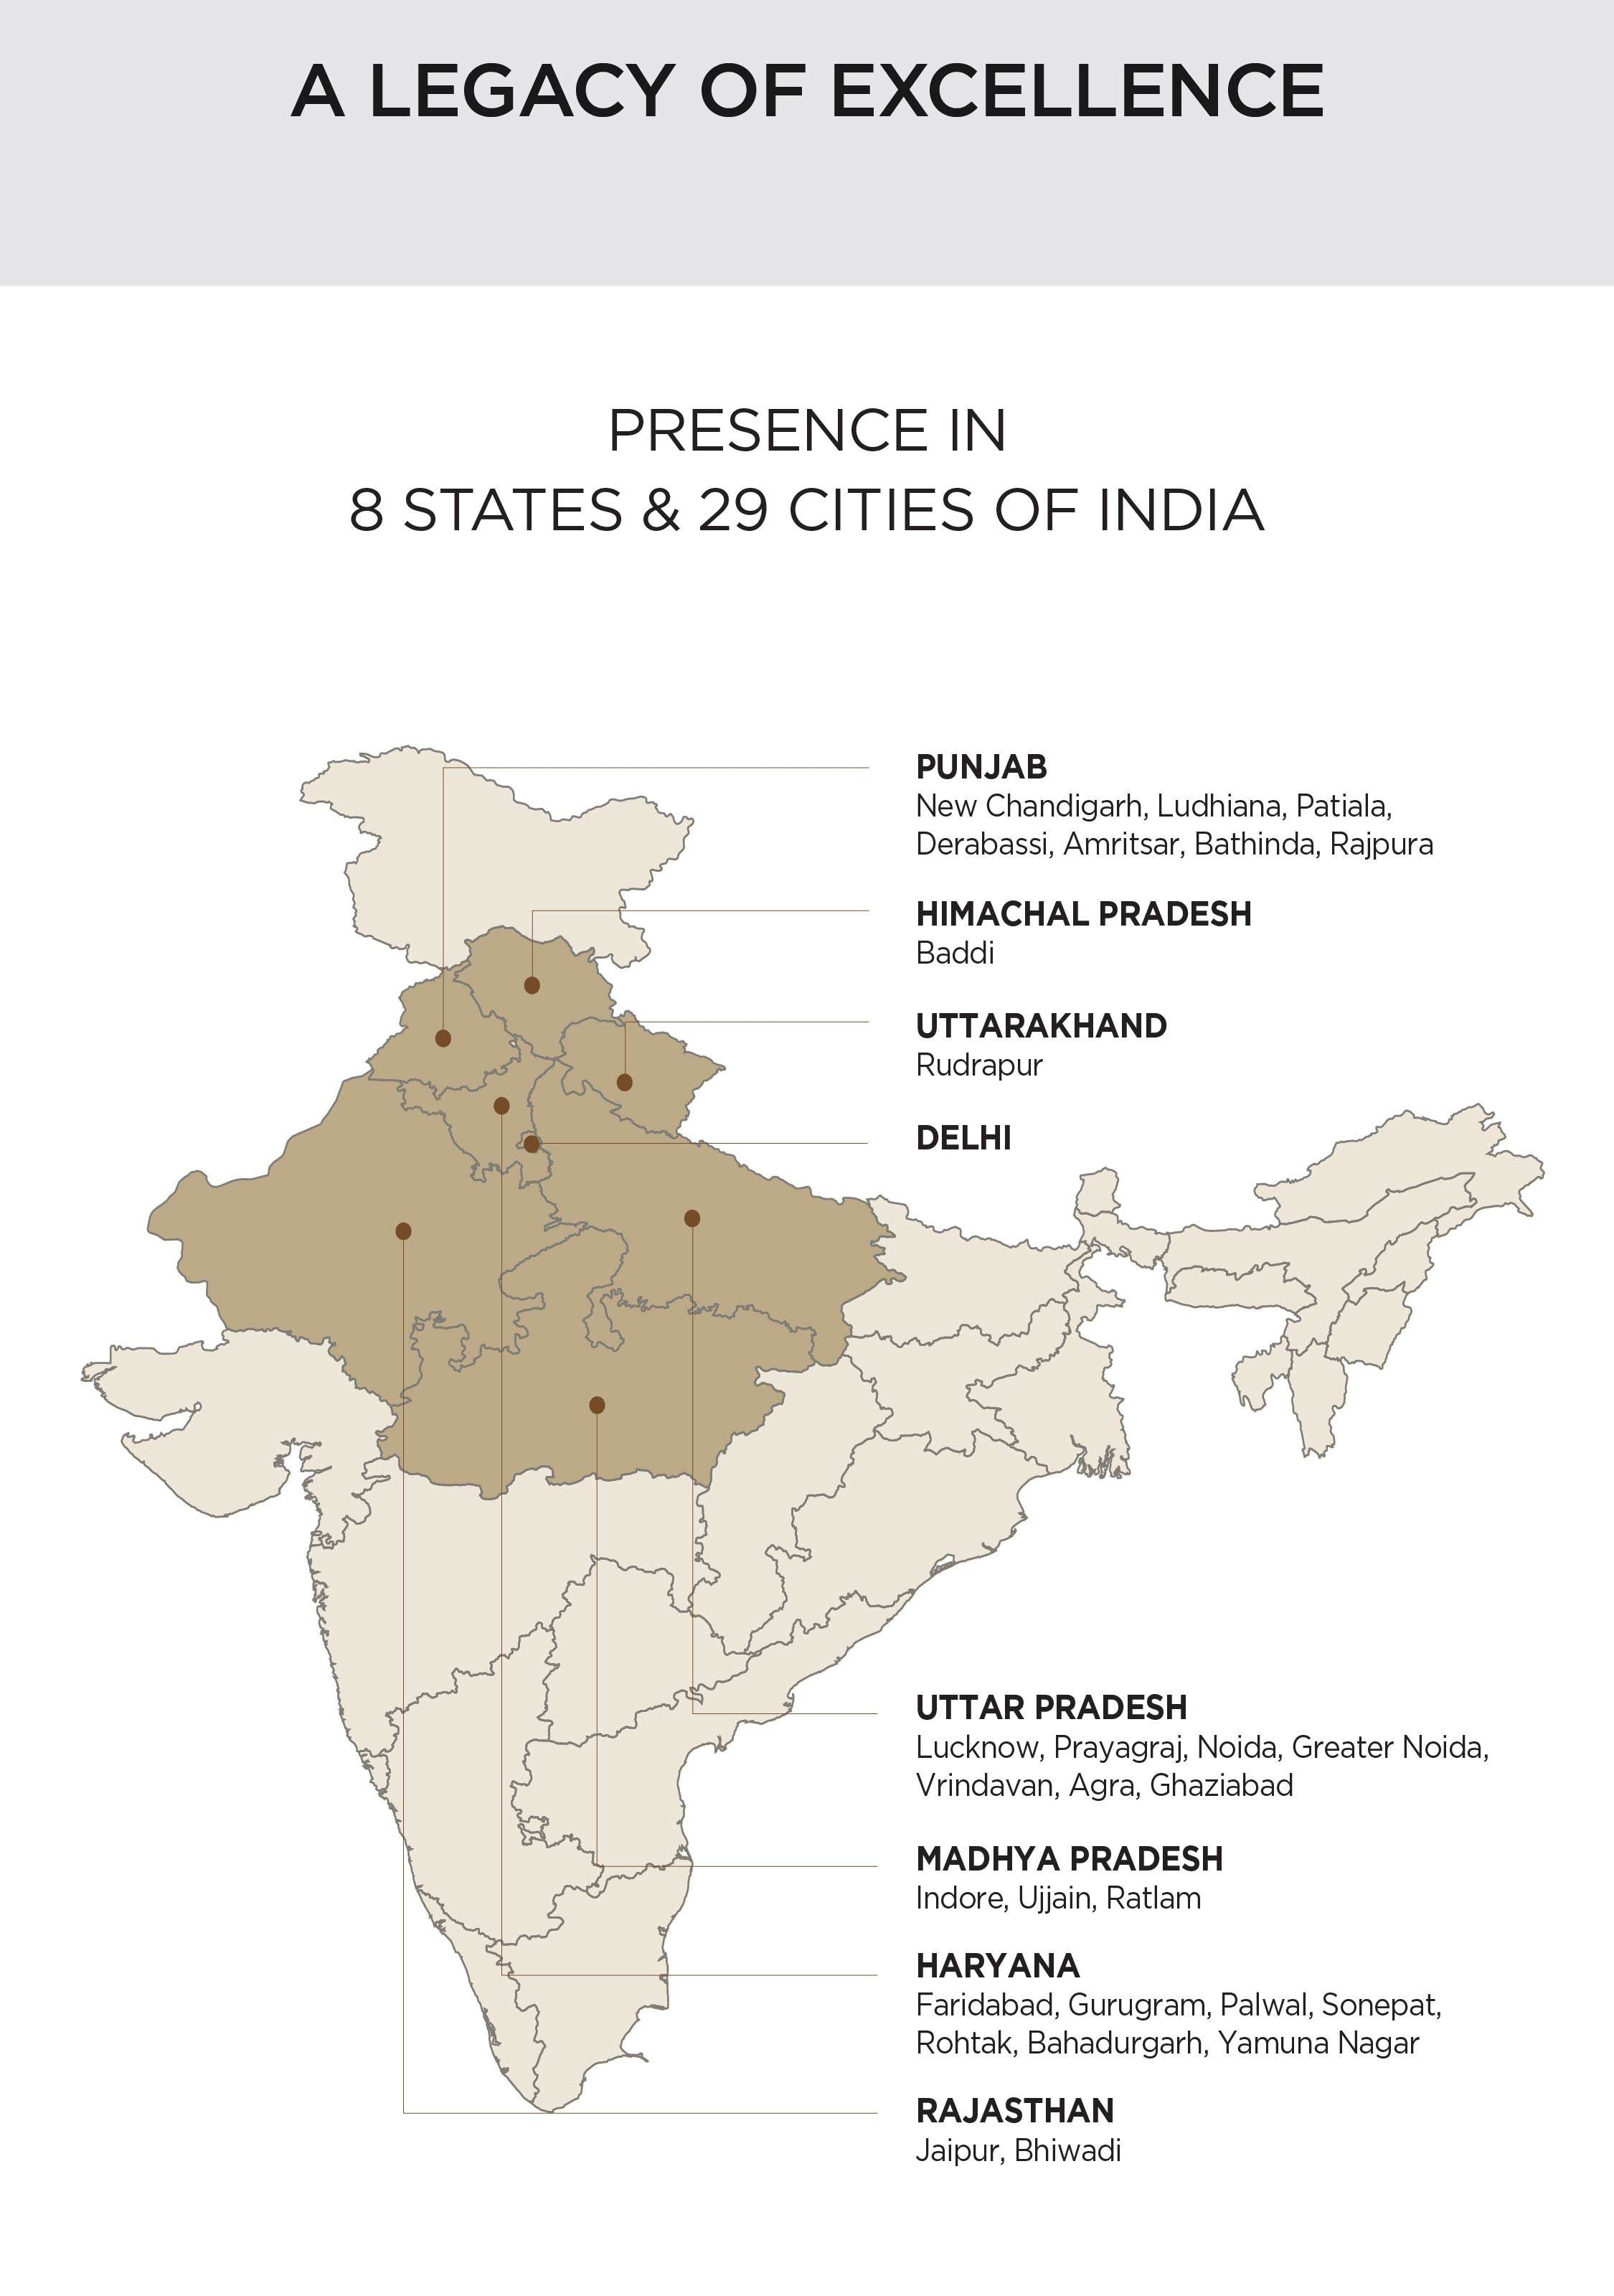 A LEGACY OF EXCELLENCE
PRESENCE IN
8 STATES & 29 CITIES OF INDIA
PUNJAB
New Chandigarh, Ludhiana, Patiala,
Derabassi, Amritsar, Bathinda, Rajpura
HIMACHAL PRADESH
Baddi
UTTARAKHAND
Rudrapur
DELHI
UTTAR PRADESH
Lucknow, Prayagraj, Noida, Greater Noida,
Vrindavan, Agra, Ghaziabad
MADHYA PRADESH
Indore, Ujjain, Ratlam
HARYANA
Faridabad, Gurugram, Palwal, Sonepat,
Rohtak, Bahadurgarh, Yamuna Nagar
RAJASTHAN
Jaipur, Bhiwadi